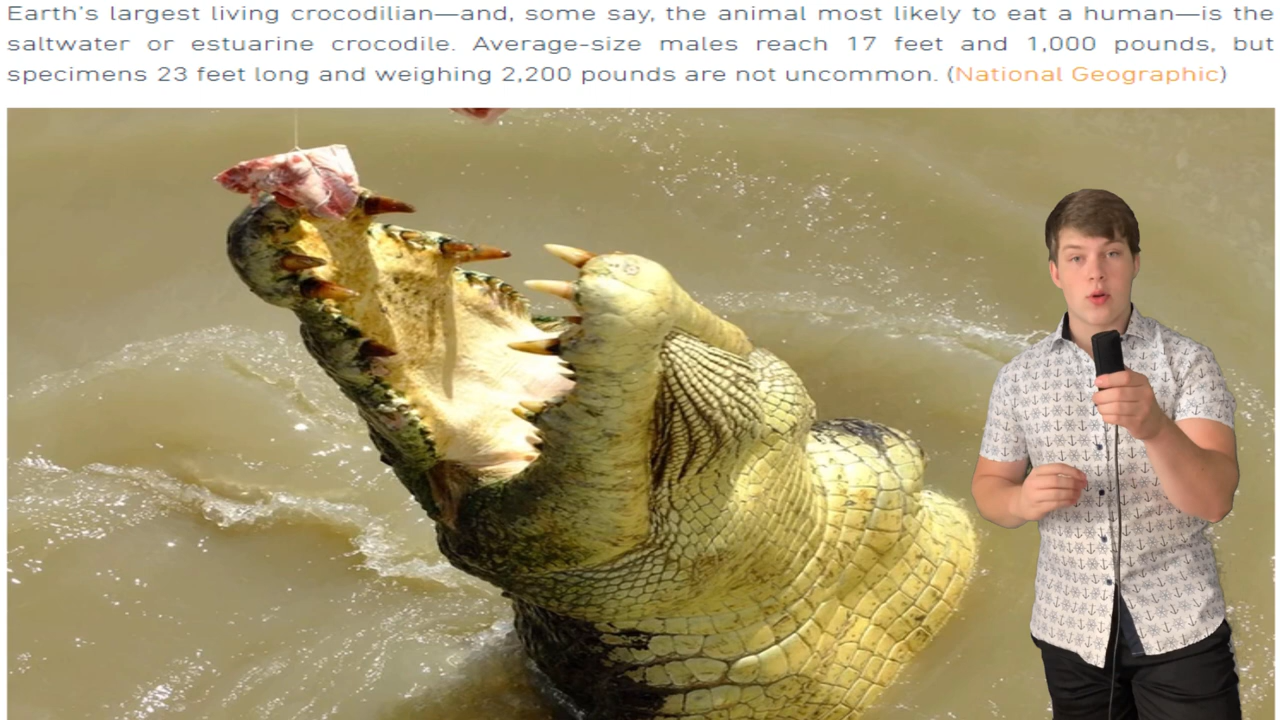 Earth's largest living crocodilian—and, some say, the animal most likely to eat a human—is the
saltwater or estuarine crocodile. Average-size males reach 17 feet and 1,000 pounds, but
specimens 23 feet long and weighing 2,200 pounds are not uncommon. (National Geographic)